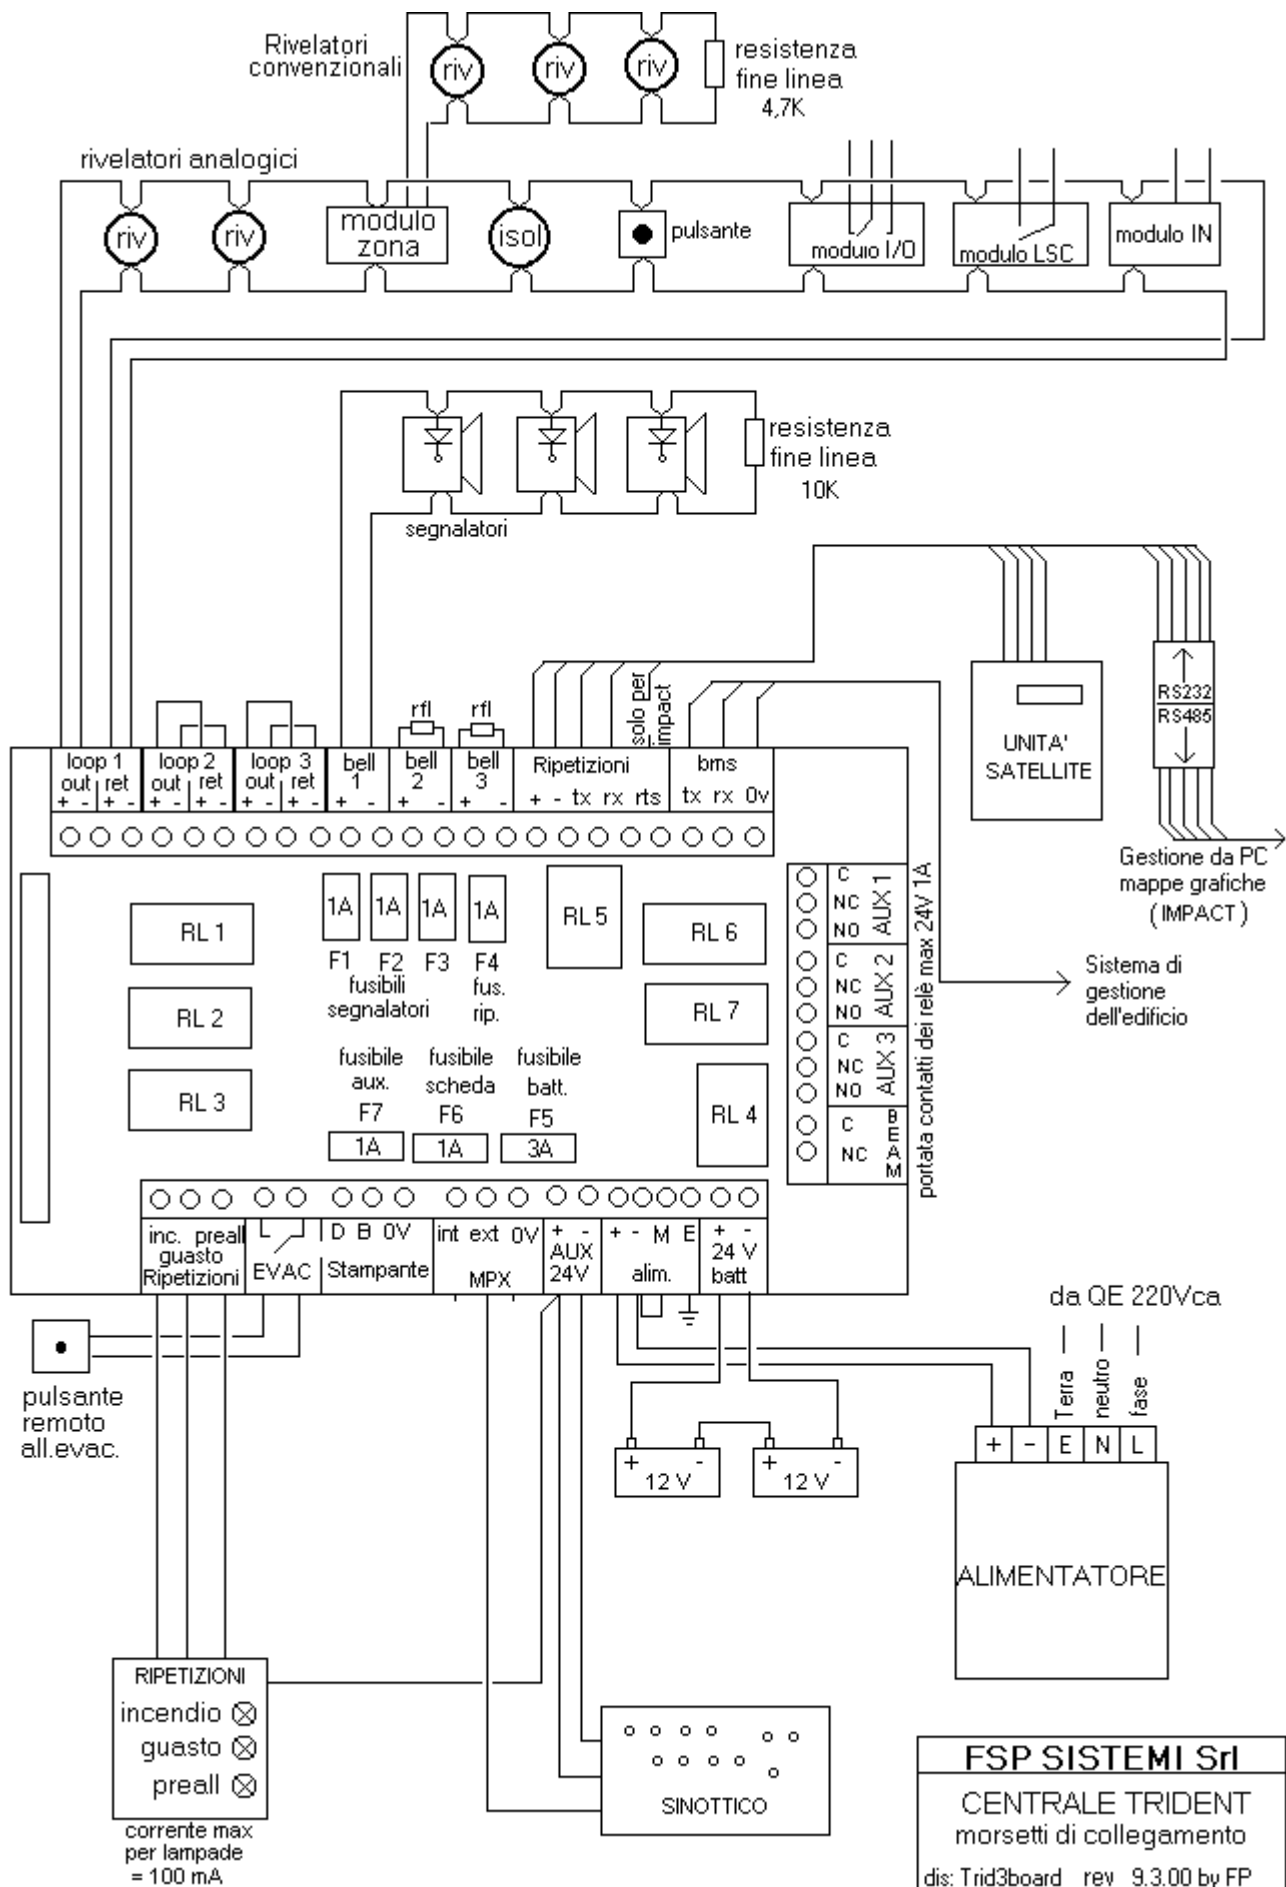 Rivelatori
convenzionali
riv
riv
riv
resistenza
fine linea
4,7K
rivelatori analogici
riv
riv
modulo
zona
isol
pulsante
modulo I/O
modulo LSC
modulo IN
segnalatori
resistenza
fine linea
10K
UNITA'
SATELLITE
RS232
RS485
Gestione da PC
mappe grafiche
( IMPACT )
Sistema di
gestione
dell'edificio
rfl
rfl
solo per
impact
loop 1
out ret
+ - + -
loop 2
out ret
+ - + -
loop 3
out ret
+ - + -
bell
1
+ -
bell
2
+ -
bell
3
+ -
Ripetizioni
+ - tx rx rts
bms
tx rx 0v
RL 1
RL 2
RL 3
1A
1A
1A
1A
F1 F2 F3 F4
fusibili
segnalatori
fus.
rip.
RL 5
RL 6
RL 7
RL 4
fusibile
aux.
F7
1A
fusibile
scheda
F6
1A
fusibile
batt.
F5
3A
C
NC
NO
AUX 1
C
NC
NO
AUX 2
C
NC
NO
AUX 3
C
NC
BEAM
portata contatti dei relè max 24V 1A
inc. preall
guasto
Ripetizioni
EVAC
D B 0V
Stampante
int ext 0V
MPX
+ -
AUX
24V
+ - M E
alim.
+ -
24 V
batt
pulsante
remoto
all.evac.
+ -
12 V
+ -
12 V
da QE 220Vca
Terra
neutro
fase
+ - E N L
ALIMENTATORE
RIPETIZIONI
incendio
guasto
preall
corrente max
per lampade
= 100 mA
SINOTTICO
FSP SISTEMI Srl
CENTRALE TRIDENT
morsetti di collegamento
dis: Trid3board rev 9.3.00 by FP